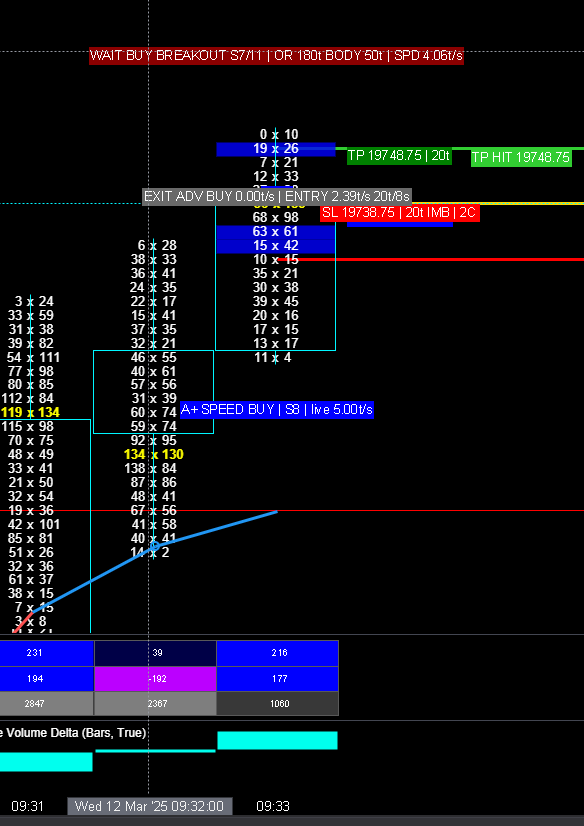 WAIT BUY BREAKOUT S7/11 | OR 180t BODY 50t | SPD 4.06t/s
0 x 10
19 x 26
TP 19748.75 | 20t
TP HIT 19748.75
7 x 21
12 x 33
EXIT ADV BUY 0.00t/s | ENTRY 2.39t/s 20t/8s
SL 19738.75 | 20t IMB | 2C
68 x 98
63 x 61
15 x 42
10 x 15
35 x 21
30 x 38
39 x 45
20 x 16
17 x 15
13 x 17
11 x 4
6 x 28
38 x 33
36 x 41
24 x 35
22 x 17
15 x 41
37 x 35
32 x 21
46 x 55
40 x 61
57 x 56
31 x 39
60 x 74
59 x 74
92 x 95
134 x 130
138 x 84
87 x 86
48 x 41
67 x 56
41 x 58
40 x 41
14 x 2
A+ SPEED BUY | S8 | live 5.00t/s
3 x 24
33 x 59
31 x 38
39 x 82
54 x 111
77 x 98
80 x 85
112 x 84
119 x 134
115 x 98
70 x 75
48 x 49
33 x 41
21 x 50
32 x 54
19 x 36
42 x 101
85 x 81
51 x 26
32 x 36
61 x 37
38 x 15
7 x 15
3 x 8
231 39 216
194 -192 177
2847 2367 1060
e Volume Delta (Bars, True)
09:31 Wed 12 Mar '25 09:32:00 09:33